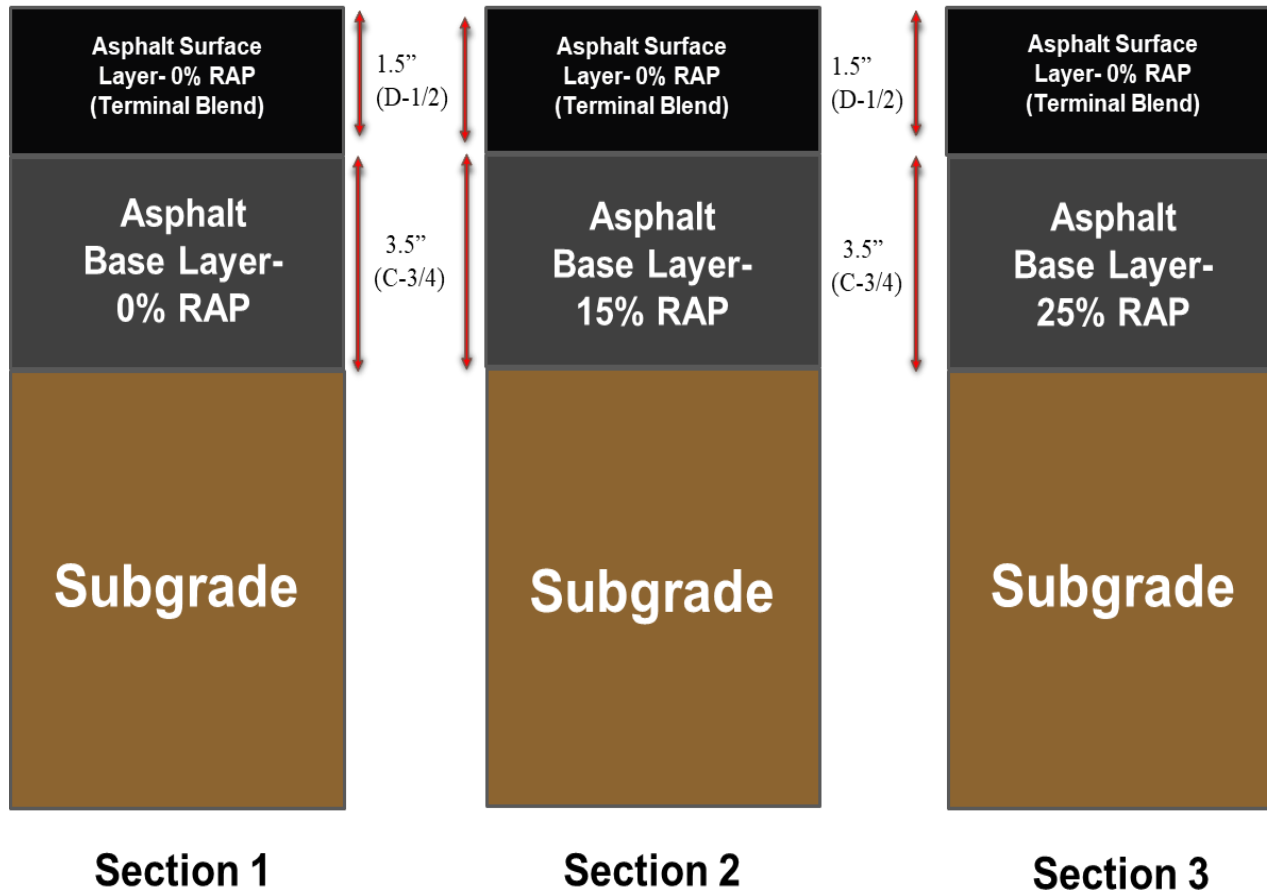 Asphalt Surface
Layer- 0% RAP
(Terminal Blend)
1.5”
(D-1/2)
Asphalt Surface
Layer- 0% RAP
(Terminal Blend)
1.5”
(D-1/2)
Asphalt Surface
Layer- 0% RAP
(Terminal Blend)
Asphalt
Base Layer-
0% RAP
3.5”
(C-3/4)
Asphalt
Base Layer-
15% RAP
3.5”
(C-3/4)
Asphalt
Base Layer-
25% RAP
Subgrade
Subgrade
Subgrade
Section 1
Section 2
Section 3